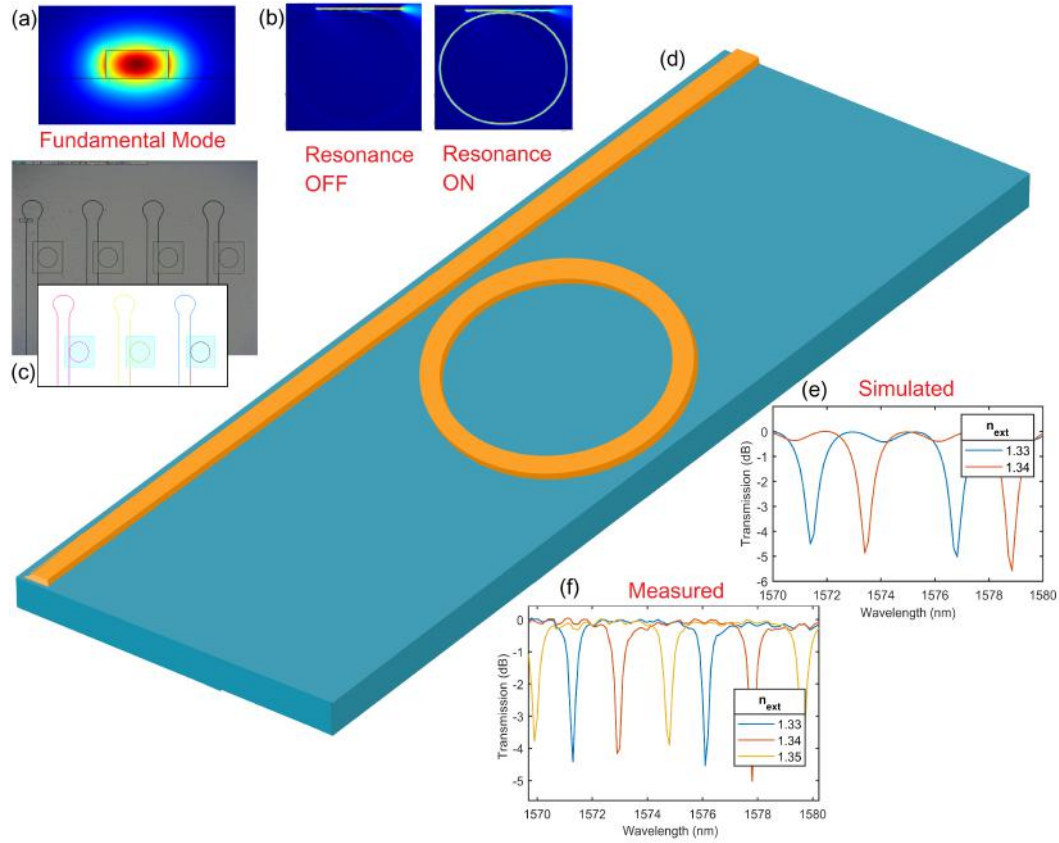 (a)
(b)
Fundamental Mode
Resonance
OFF
Resonance
ON
(c)
(d)
(e)
Simulated
0
-1
-2
-3
-4
-5
-6
Transmission (dB)
n_ext
1.33
1.34
1570
1572
1574
1576
1578
1580
Wavelength (nm)
(f)
Measured
0
-1
-2
-3
-4
-5
Transmission (dB)
n_ext
1.33
1.34
1.35
1570
1572
1574
1576
1578
1580
Wavelength (nm)